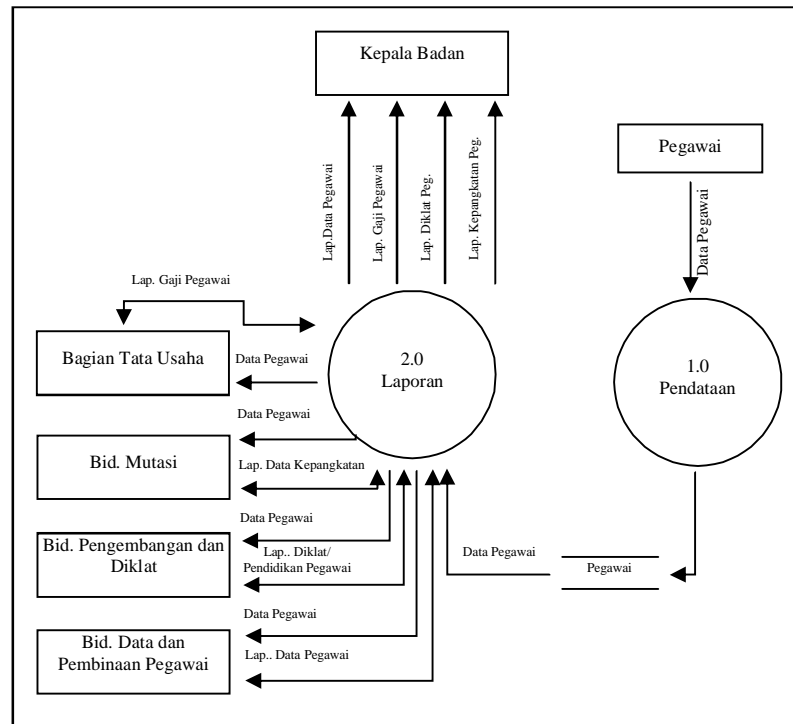 Kepala Badan
Pegawai
Lap.Data Pegawai
Lap. Gaji Pegawai
Lap. Diklat Peg.
Lap. Kepangkatan Peg.
Data Pegawai
Lap. Gaji Pegawai
Bagian Tata Usaha
Data Pegawai
2.0
Laporan
1.0
Pendataan
Data Pegawai
Bid. Mutasi
Lap. Data Kepangkatan
Data Pegawai
Bid. Pengembangan dan
Diklat
Lap.. Diklat/
Pendidikan Pegawai
Data Pegawai
Pegawai
Data Pegawai
Bid. Data dan
Pembinaan Pegawai
Lap.. Data Pegawai